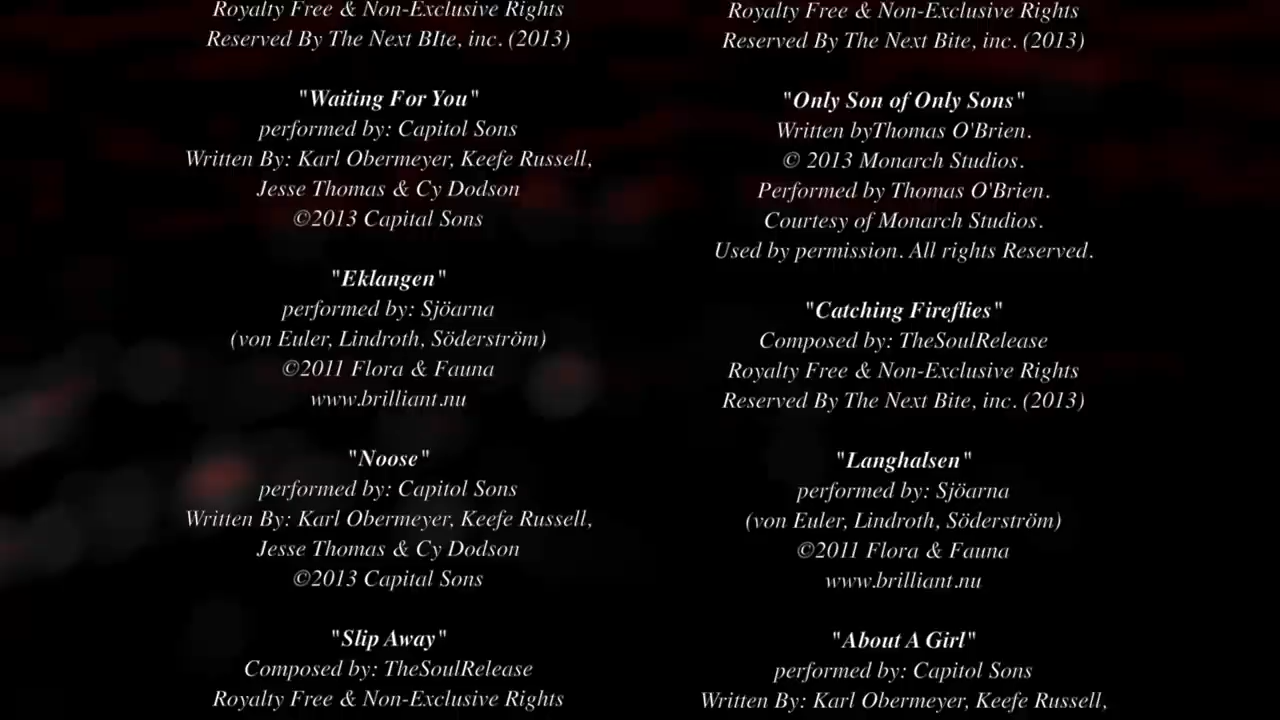 Royalty Free & Non-Exclusive Rights
Reserved By The Next BIte, inc. (2013)
"Waiting For You"
performed by: Capitol Sons
Written By: Karl Obermeyer, Keefe Russell,
Jesse Thomas & Cy Dodson
©2013 Capital Sons
"Eklangen"
performed by: Sjöarna
(von Euler, Lindroth, Söderström)
©2011 Flora & Fauna
www.brilliant.nu
"Noose"
performed by: Capitol Sons
Written By: Karl Obermeyer, Keefe Russell,
Jesse Thomas & Cy Dodson
©2013 Capital Sons
"Slip Away"
Composed by: TheSoulRelease
Royalty Free & Non-Exclusive Rights
Royalty Free & Non-Exclusive Rights
Reserved By The Next Bite, inc. (2013)
"Only Son of Only Sons"
Written byThomas O'Brien.
© 2013 Monarch Studios.
Performed by Thomas O'Brien.
Courtesy of Monarch Studios.
Used by permission. All rights Reserved.
"Catching Fireflies"
Composed by: TheSoulRelease
Royalty Free & Non-Exclusive Rights
Reserved By The Next Bite, inc. (2013)
"Langhalsen"
performed by: Sjöarna
(von Euler, Lindroth, Söderström)
©2011 Flora & Fauna
www.brilliant.nu
"About A Girl"
performed by: Capitol Sons
Written By: Karl Obermeyer, Keefe Russell,